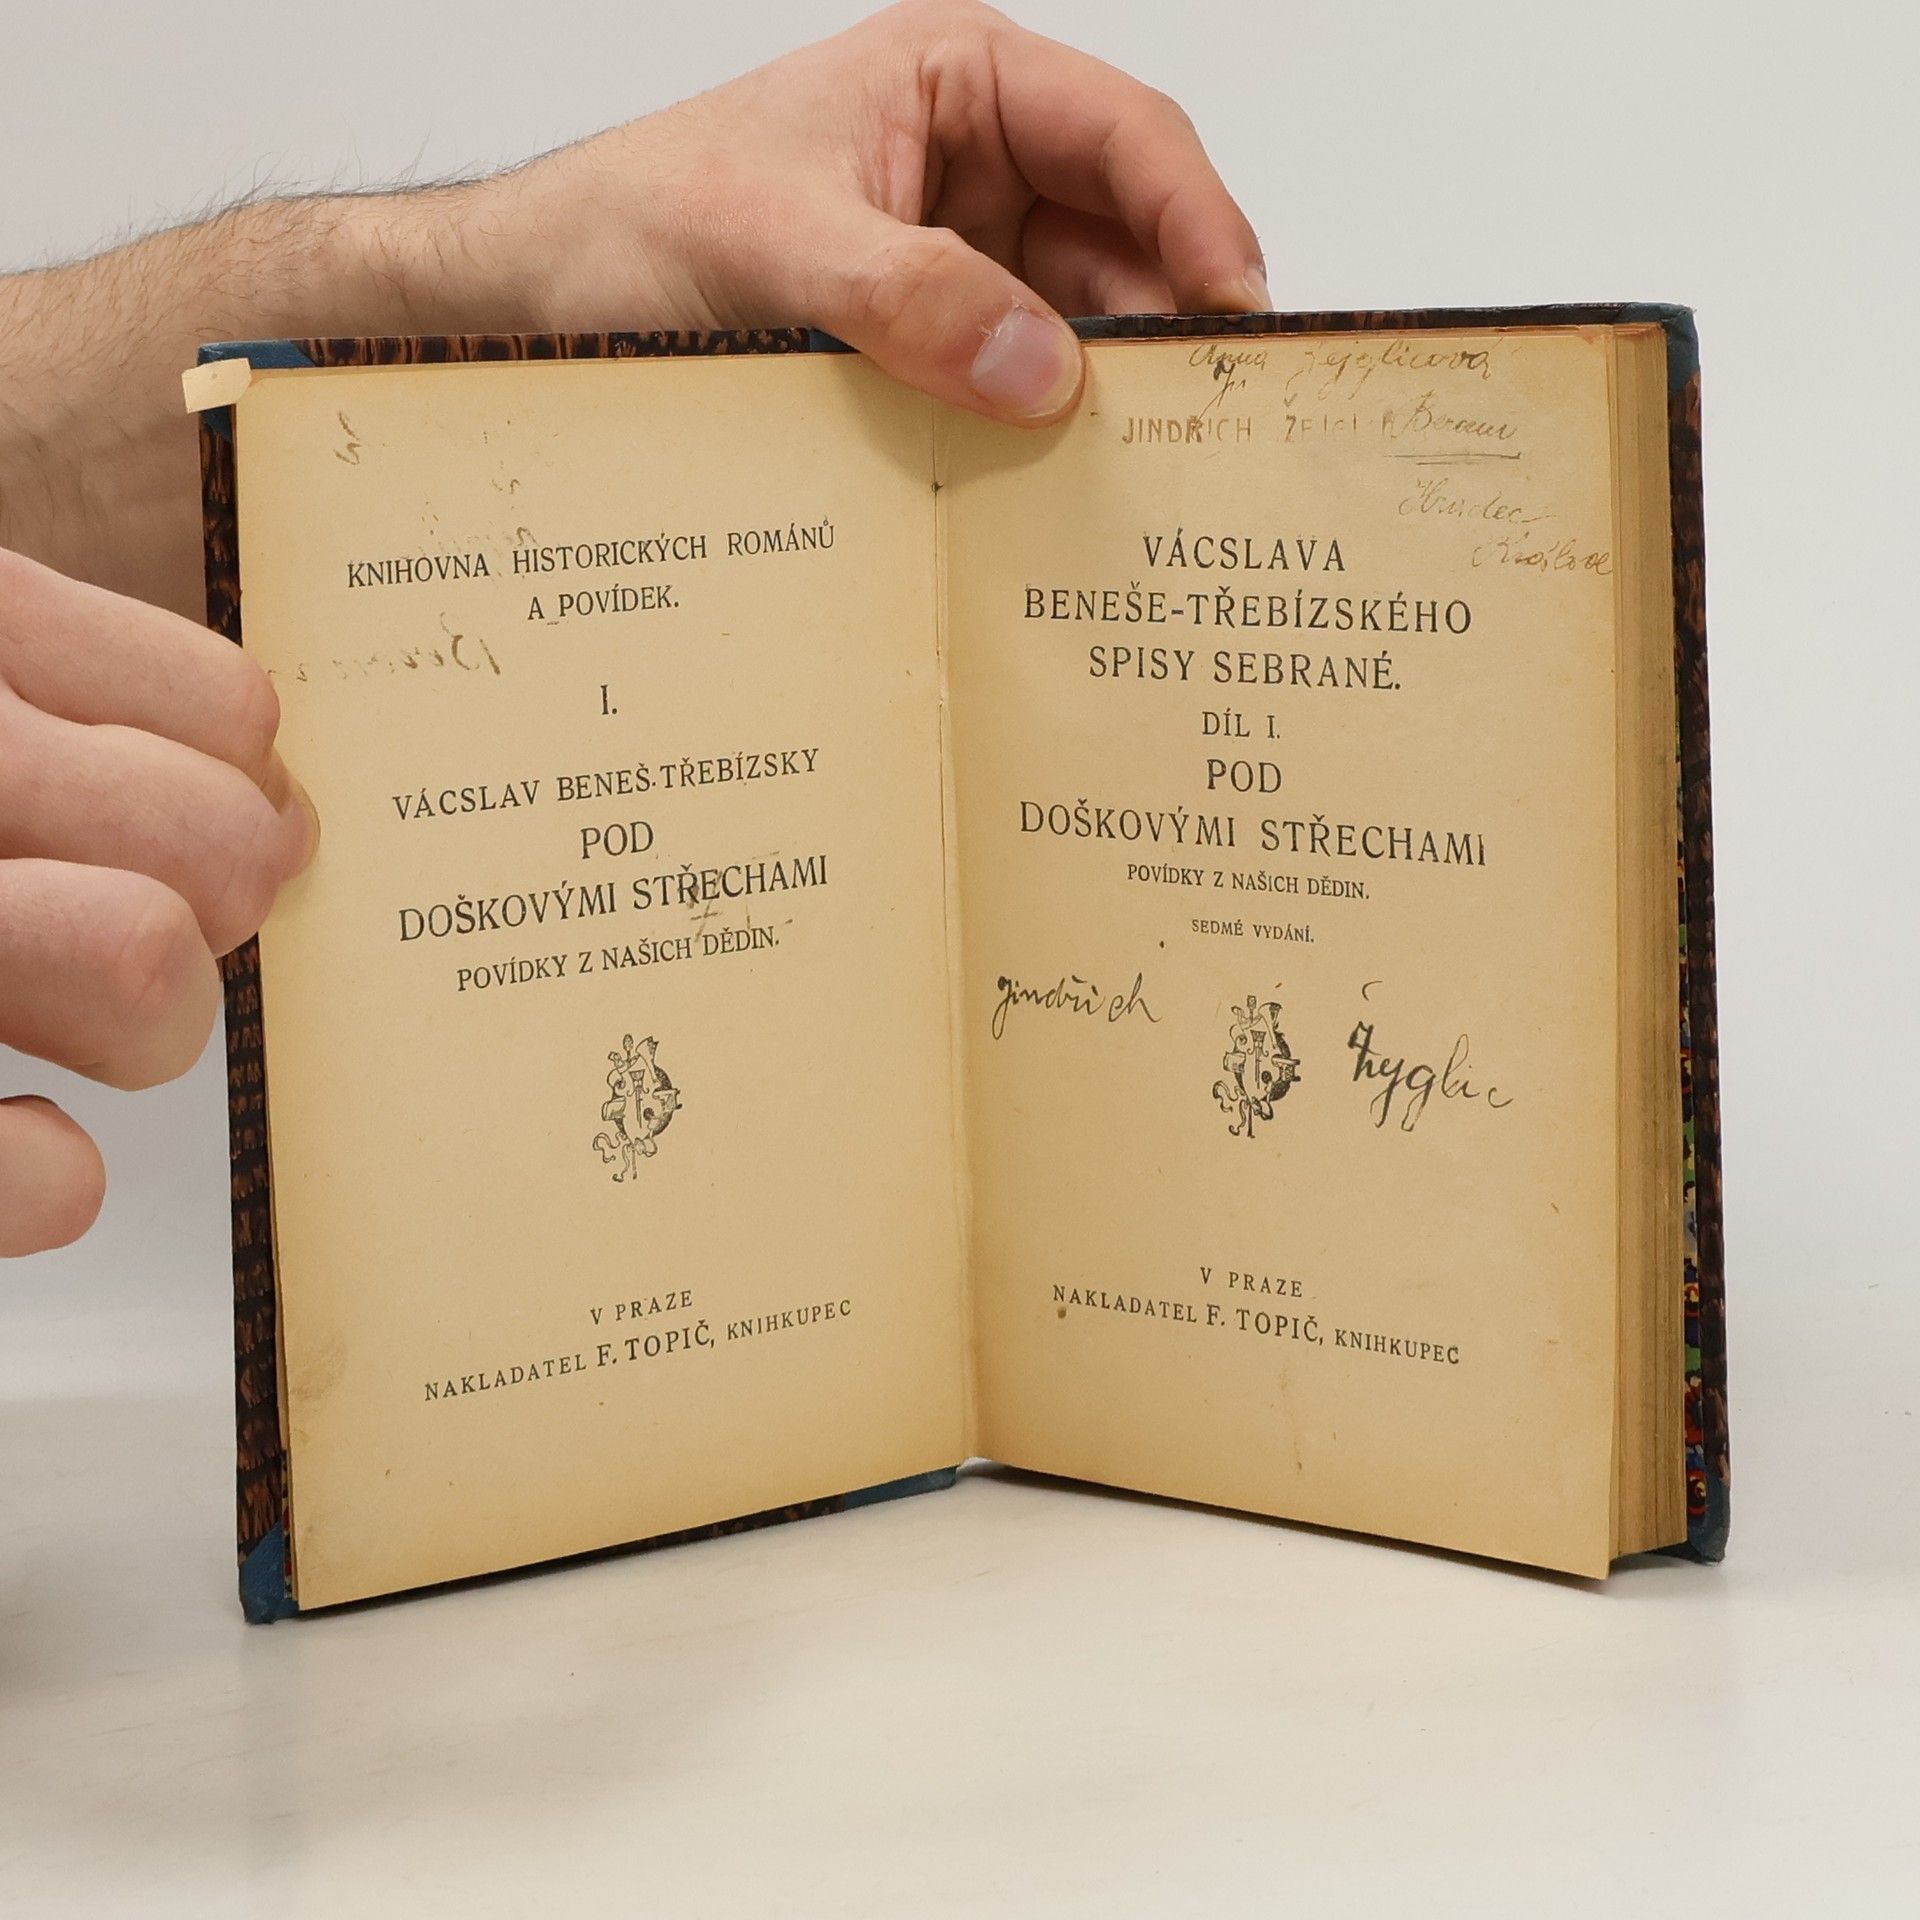 KNIHOVNA HISTORICKÝCH ROMÁNŮ
A POVÍDEK.
I.
VÁCSLAV BENEŠ-TŘEBÍZSKY
POD
DOŠKOVÝMI STŘECHAMI
POVÍDKY Z NAŠICH DĚDIN.
V PRAZE
NAKLADATEL F. TOPIČ, KNIHKUPEC
Anna Žejglicová
JINDŘICH
Hradec
Králové
VÁCSLAVA
BENEŠE-TŘEBÍZSKÉHO
SPISY SEBRANÉ.
DÍL I.
POD
DOŠKOVÝMI STŘECHAMI
POVÍDKY Z NAŠICH DĚDIN.
SEDMÉ VYDÁNÍ.
Jindřich
V PRAZE
NAKLADATEL F. TOPIČ, KNIHKUPEC